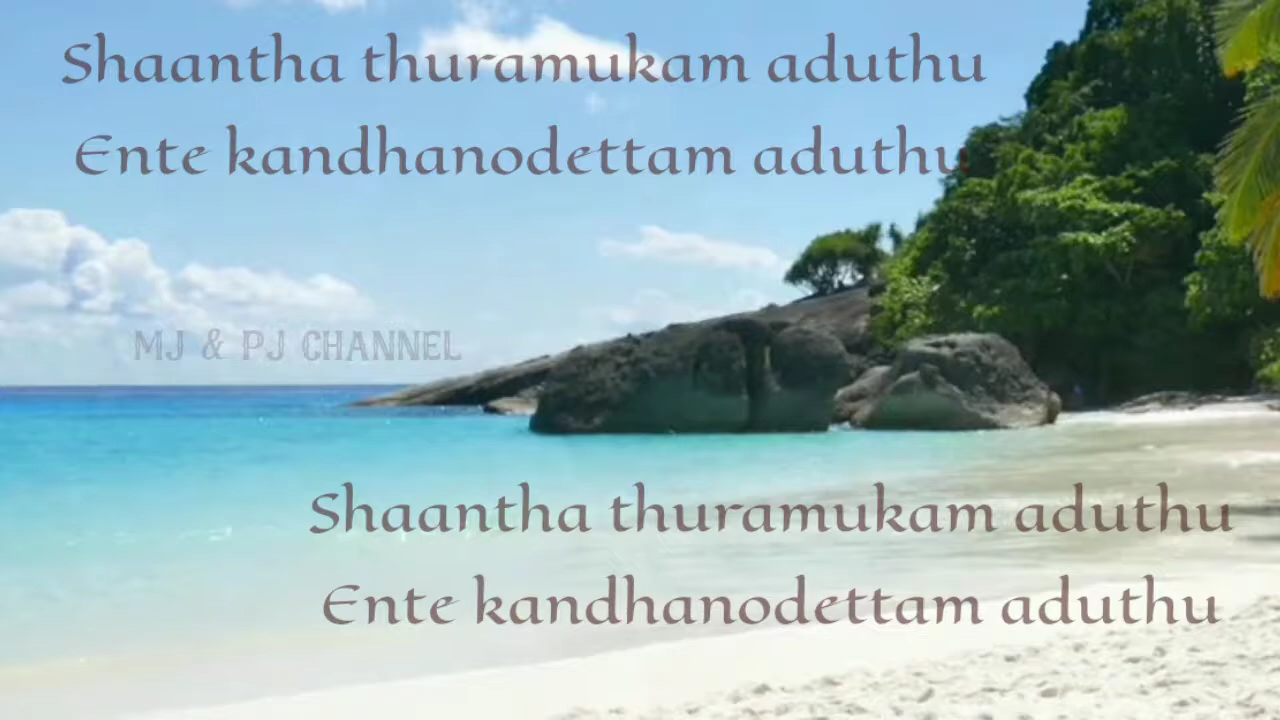 Shaantha thuramukam aduthu
Ente kandhanodettam aduthu
MJ & PJ CHANNEL
Shaantha thuramukam aduthu
Ente kandhanodettam aduthu